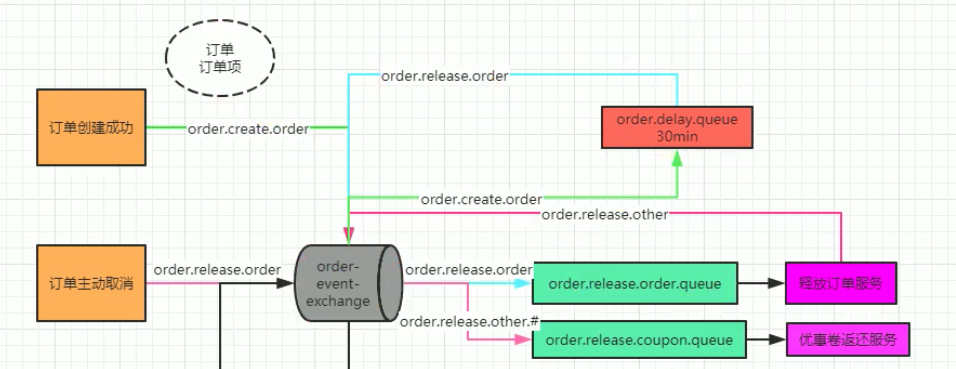 订单
订单项
order.release.order
订单创建成功
order.create.order
order.delay.queue
30min
order.create.order
order.release.other
订单主动取消
order.release.order
order-
event-
exchange
order.release.order
order.release.order.queue
释放订单服务
order.release.other.#
order.release.coupon.queue
优惠卷返还服务